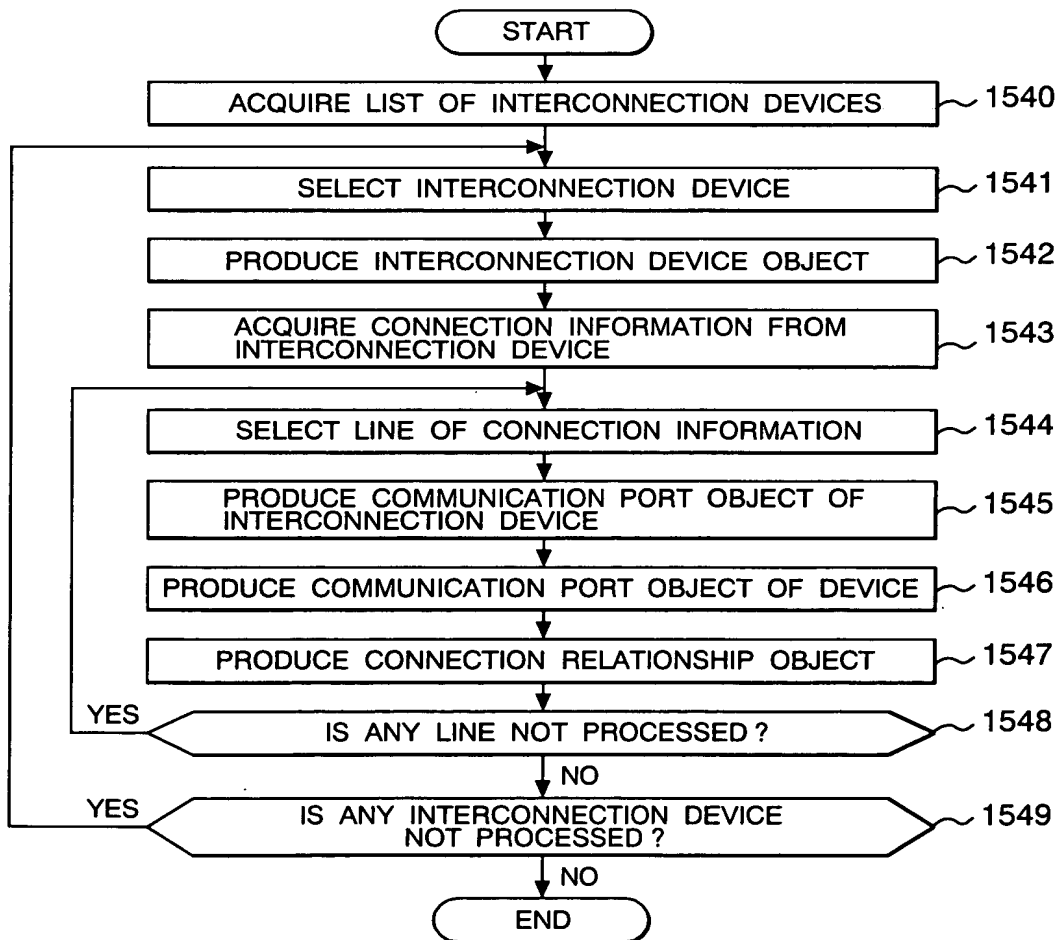 START
ACQUIRE LIST OF INTERCONNECTION DEVICES
1540
SELECT INTERCONNECTION DEVICE
1541
PRODUCE INTERCONNECTION DEVICE OBJECT
1542
ACQUIRE CONNECTION INFORMATION FROM
INTERCONNECTION DEVICE
1543
SELECT LINE OF CONNECTION INFORMATION
1544
PRODUCE COMMUNICATION PORT OBJECT OF
INTERCONNECTION DEVICE
1545
PRODUCE COMMUNICATION PORT OBJECT OF DEVICE
1546
PRODUCE CONNECTION RELATIONSHIP OBJECT
1547
YES
IS ANY LINE NOT PROCESSED?
1548
NO
YES
IS ANY INTERCONNECTION DEVICE
NOT PROCESSED?
1549
NO
END